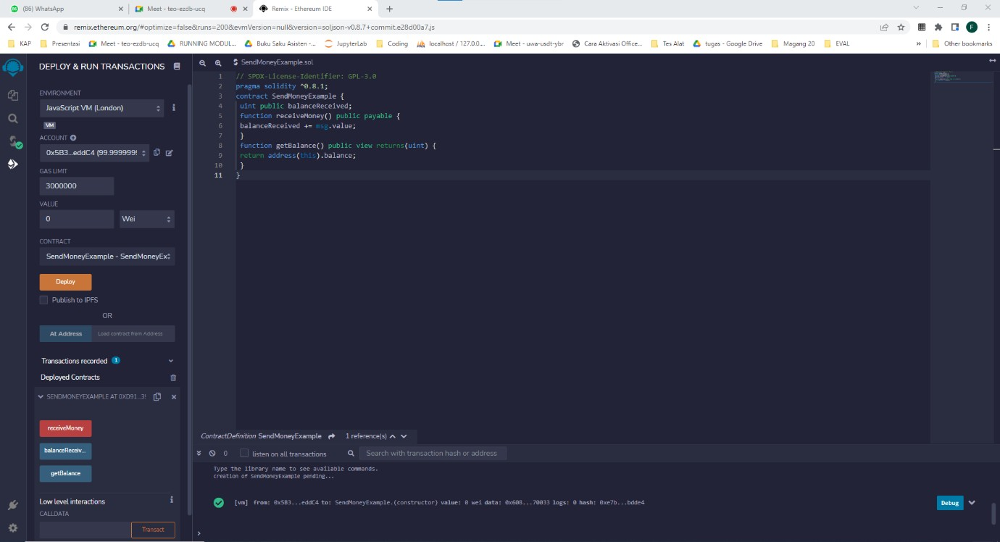 (86) WhatsApp
Meet - teo-ezdb-ucq
Remix - Ethereum IDE
remix.ethereum.org/#optimize=false&runs=200&evmVersion=null&version=soljson-v0.8.7+commit.e28d00a7.js
F
KAP
Presentasi
Meet - teo-ezdb-ucq
RUNNING MODUL...
Buku Saku Asisten -...
JupyterLab
Coding
localhost / 127.0.0....
Meet - uwa-usdt-ybr
Cara Aktivasi Office...
Tes Alat
tugas - Google Drive
Magang 20
EVAL
»
Other bookmarks
DEPLOY & RUN TRANSACTIONS
ENVIRONMENT
JavaScript VM (London)
VM
ACCOUNT
0x5B3...eddC4 (99.9999999!
GAS LIMIT
3000000
VALUE
0
Wei
CONTRACT
SendMoneyExample - SendMoneyEx
Deploy
Publish to IPFS
OR
At Address
Load contract from Address
Transactions recorded 1
Deployed Contracts
SENDMONEYEXAMPLE AT 0XD91...3!
receiveMoney
balanceReceiv...
getBalance
Low level interactions
CALLDATA
Transact
SendMoneyExample.sol
1 // SPDX-License-Identifier: GPL-3.0
2 pragma solidity ^0.8.1;
3 contract SendMoneyExample {
4 uint public balanceReceived;
5 function receiveMoney() public payable {
6 balanceReceived += msg.value;
7 }
8 function getBalance() public view returns(uint) {
9 return address(this).balance;
10 }
11 }
ContractDefinition SendMoneyExample
1 reference(s)
0
listen on all transactions
Search with transaction hash or address
Type the library name to see available commands.
creation of SendMoneyExample pending...
[vm] from: 0x5B3...eddC4 to: SendMoneyExample.(constructor) value: 0 wei data: 0x608...70033 logs: 0 hash: 0xe7b...bdde4
Debug
>